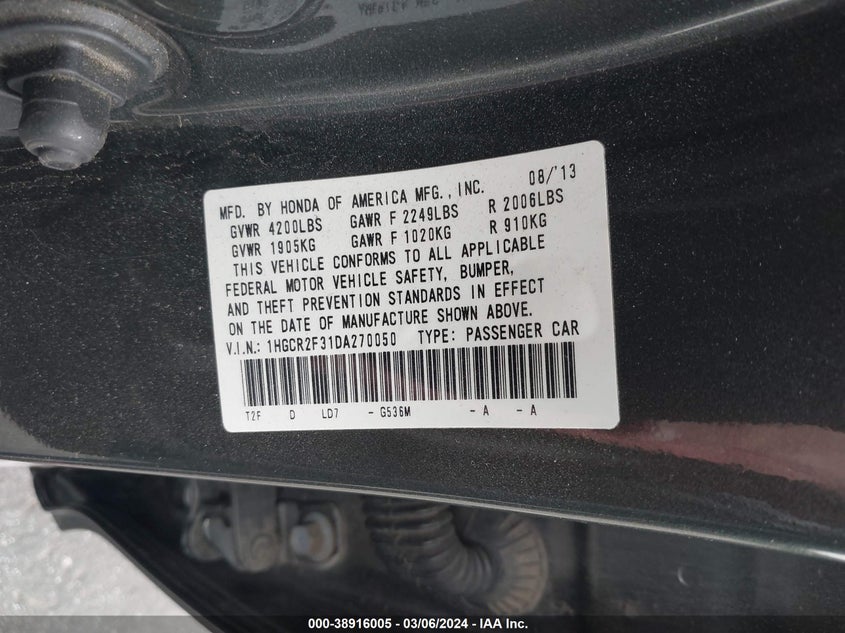 MFD. BY HONDA OF AMERICA MFG., INC. 08/'13
GVWR 4200LBS GAWR F 2249LBS R 2006LBS
GVWR 1905KG GAWR F 1020KG R 910KG
THIS VEHICLE CONFORMS TO ALL APPLICABLE
FEDERAL MOTOR VEHICLE SAFETY, BUMPER,
AND THEFT PREVENTION STANDARDS IN EFFECT
ON THE DATE OF MANUFACTURE SHOWN ABOVE.
V.I.N.: 1HGCR2F31DA270050 TYPE: PASSENGER CAR
T2F D LD7 - G536M - A - A
000-38916005 - 03/06/2024 - IAA Inc.